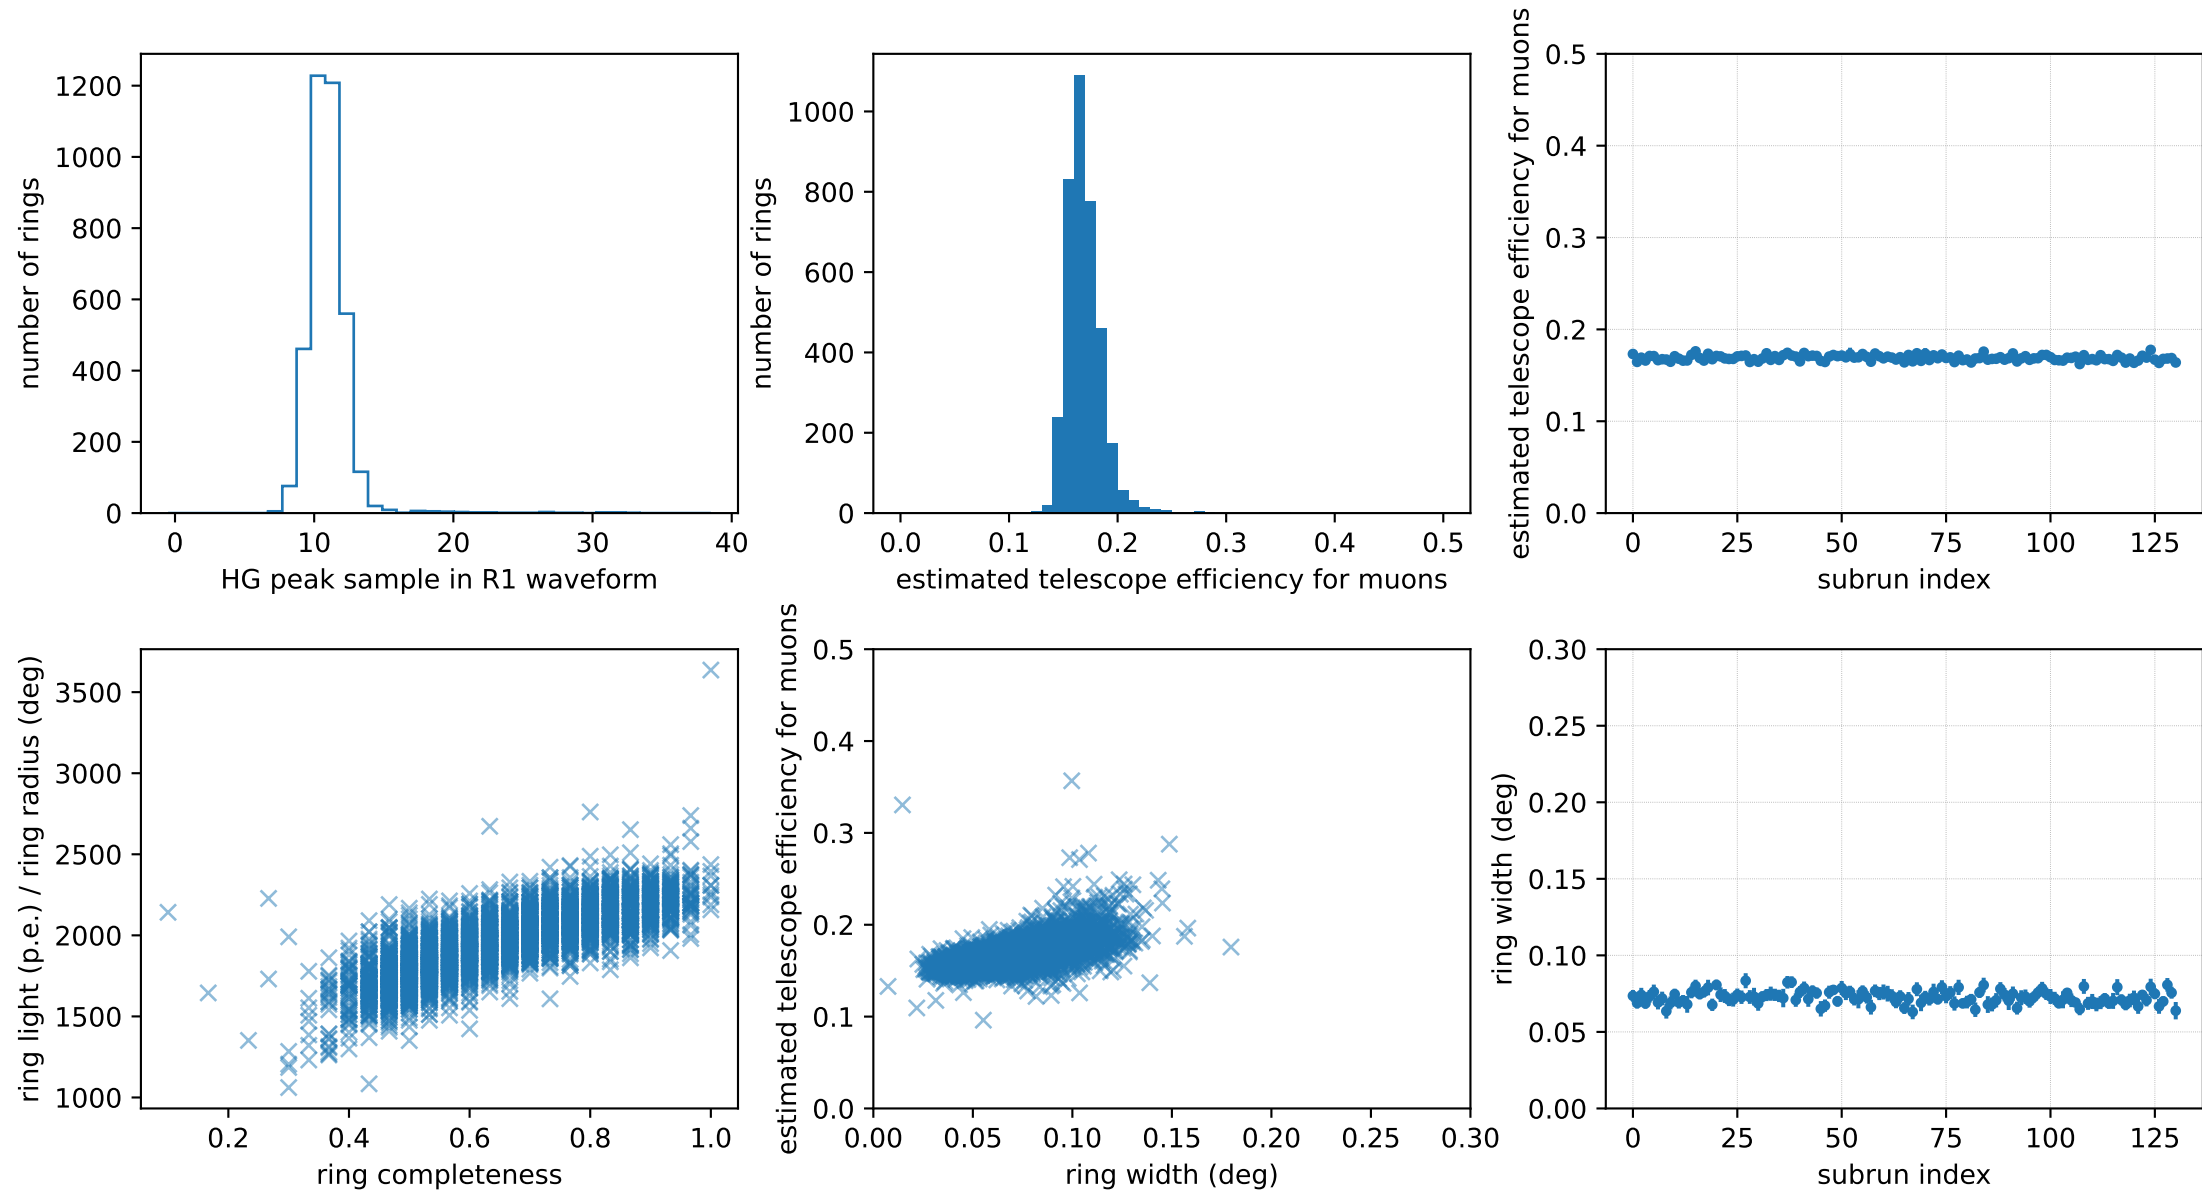 number of rings
1200
1000
800
600
400
200
0
0 10 20 30 40
HG peak sample in R1 waveform
number of rings
1000
800
600
400
200
0
0.0 0.1 0.2 0.3 0.4 0.5
estimated telescope efficiency for muons
estimated telescope efficiency for muons
0.5
0.4
0.3
0.2
0.1
0.0
0 25 50 75 100 125
subrun index
ring light (p.e.) / ring radius (deg)
3500
3000
2500
2000
1500
1000
0.2 0.4 0.6 0.8 1.0
ring completeness
estimated telescope efficiency for muons
0.5
0.4
0.3
0.2
0.1
0.0
0.00 0.05 0.10 0.15 0.20 0.25 0.30
ring width (deg)
ring width (deg)
0.30
0.25
0.20
0.15
0.10
0.05
0.00
0 25 50 75 100 125
subrun index